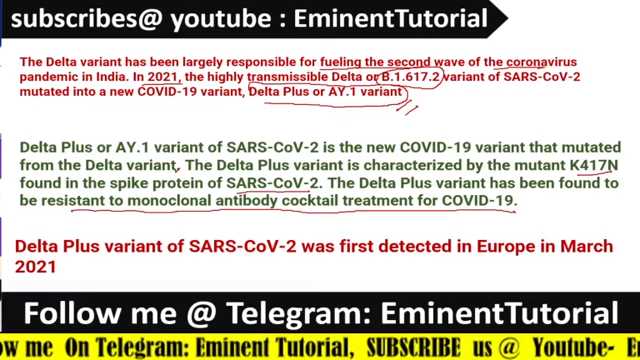 subscribes@ youtube : EminentTutorial
The Delta variant has been largely responsible for fueling the second wave of the coronavirus
pandemic in India. In 2021, the highly transmissible Delta or B.1.617.2 variant of SARS-CoV-2
mutated into a new COVID-19 variant, Delta Plus or AY.1 variant
Delta Plus or AY.1 variant of SARS-CoV-2 is the new COVID-19 variant that mutated
from the Delta variant. The Delta Plus variant is characterized by the mutant K417N
found in the spike protein of SARS-CoV-2. The Delta Plus variant has been found to
be resistant to monoclonal antibody cocktail treatment for COVID-19.
Delta Plus variant of SARS-CoV-2 was first detected in Europe in March
2021
Follow me @ Telegram: EminentTutorial
me On Telegram: Eminent Tutorial, SUBSCRIBE us @ Youtube-